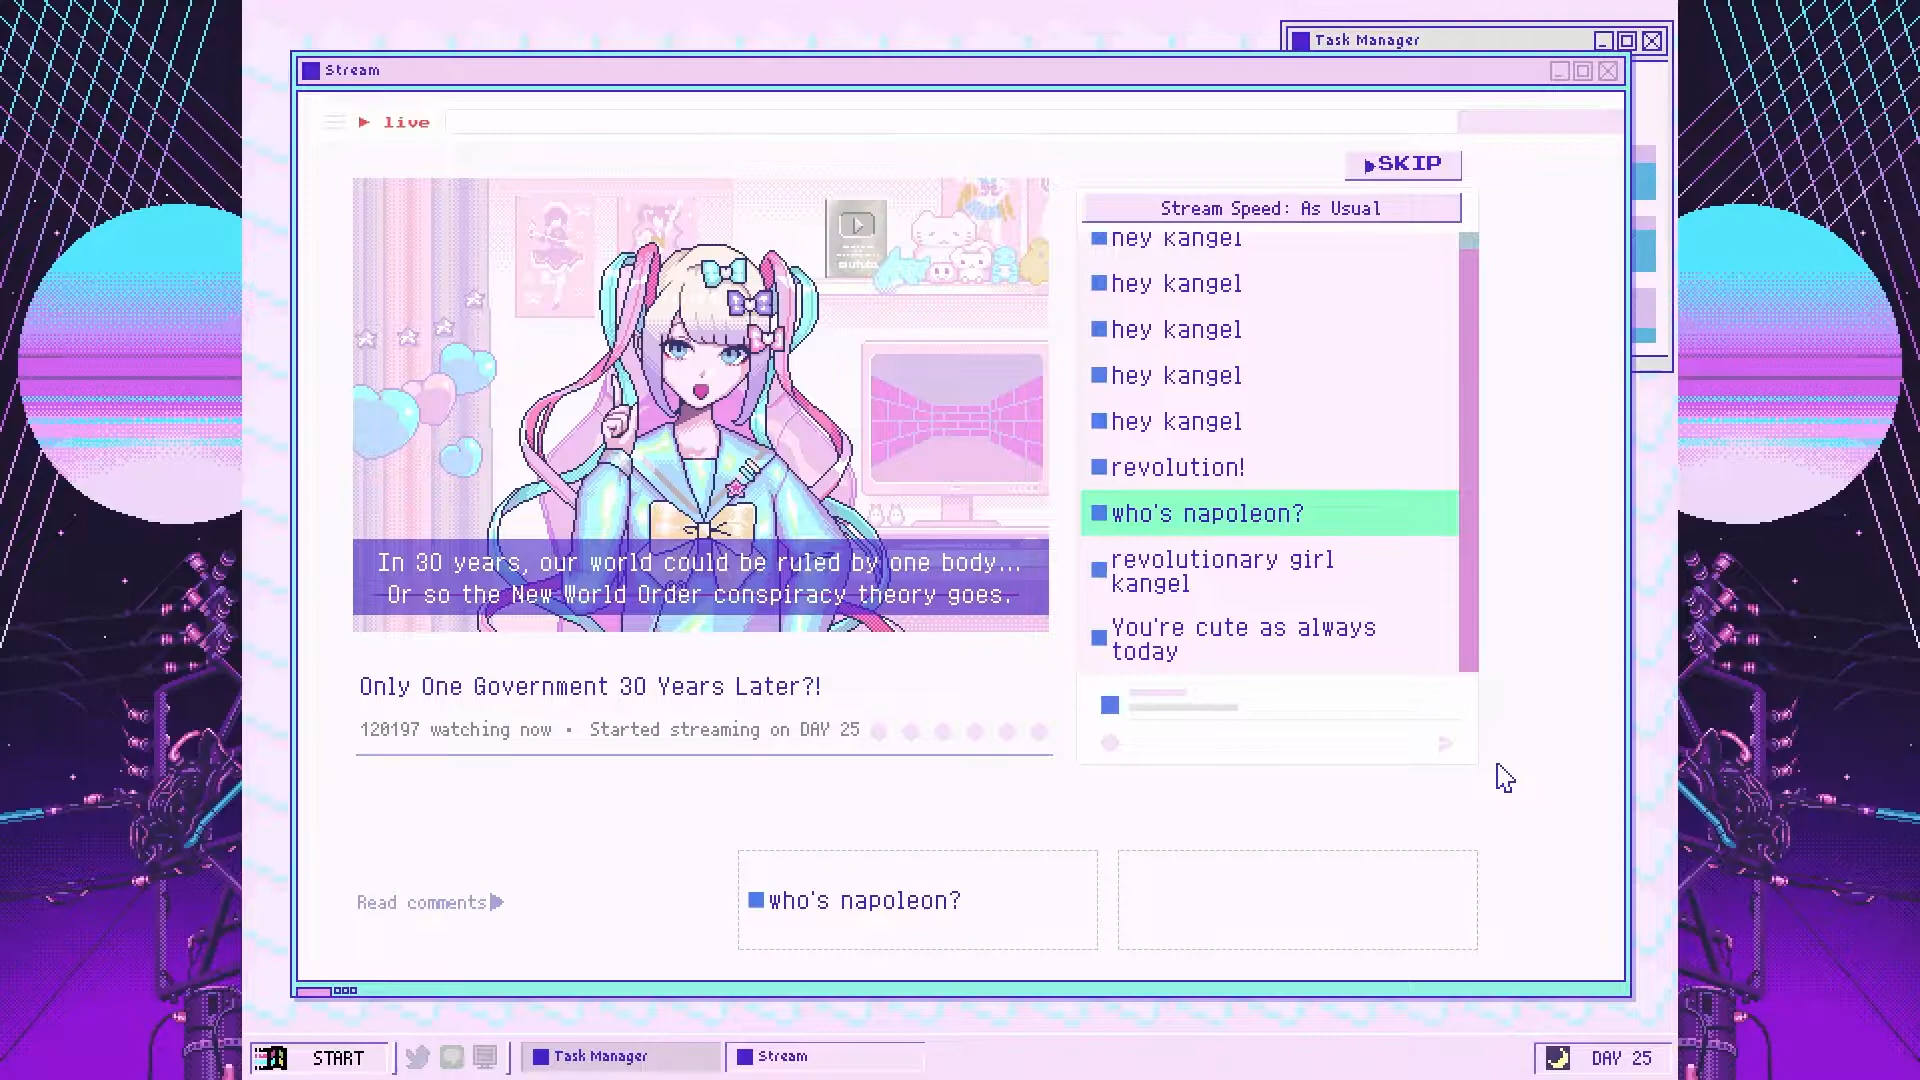 Task Manager
Stream
live
SKIP
Stream Speed: As Usual
hey kangel
hey kangel
hey kangel
hey kangel
hey kangel
revolution!
who's napoleon?
revolutionary girl
kangel
You're cute as always
today
In 30 years, our world could be ruled by one body...
Or so the New World Order conspiracy theory goes.
Only One Government 30 Years Later?!
120197 watching now • Started streaming on DAY 25
Read comments
who's napoleon?
START
Task Manager
Stream
DAY 25